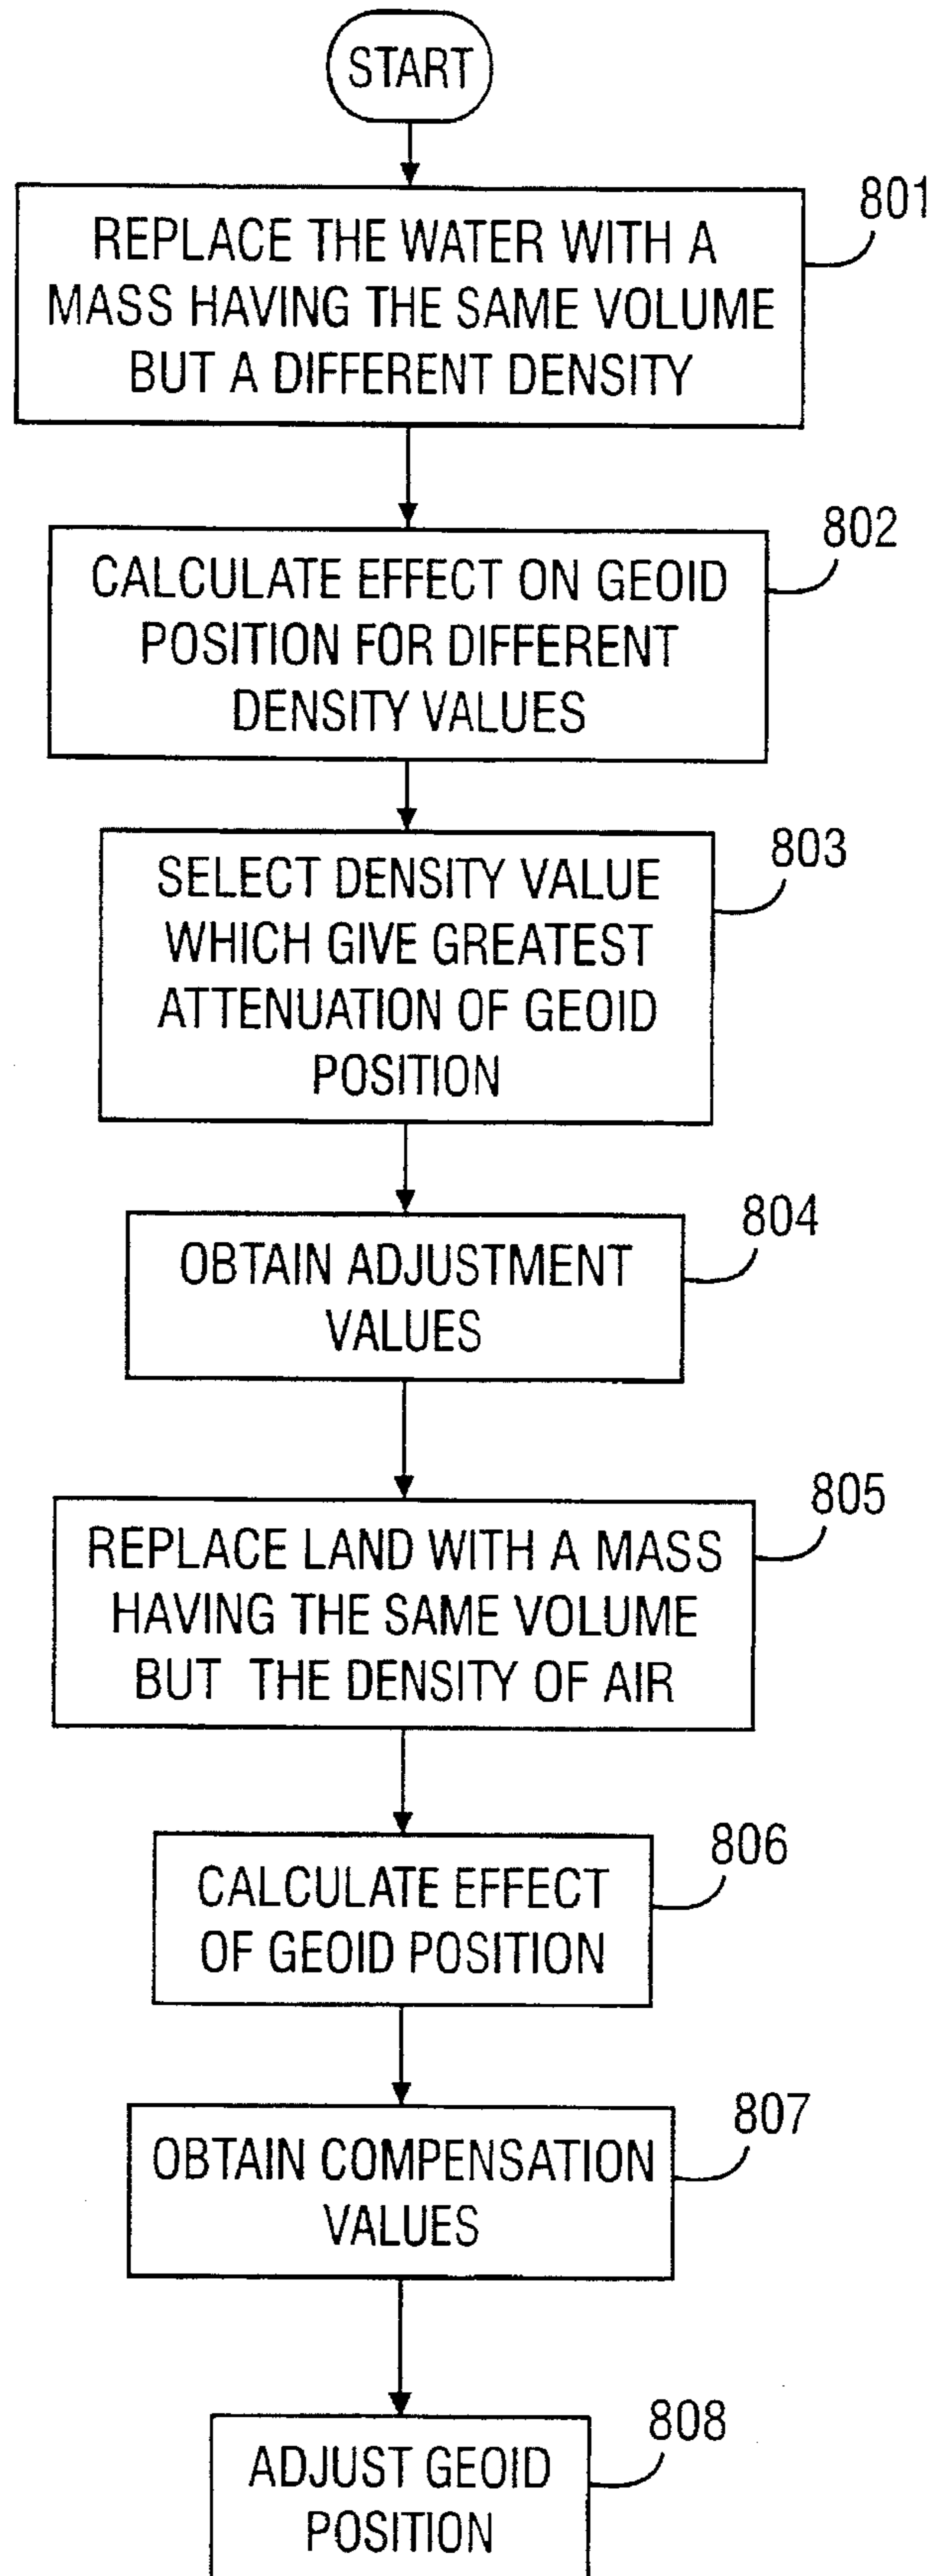 START
801
REPLACE THE WATER WITH A
MASS HAVING THE SAME VOLUME
BUT A DIFFERENT DENSITY
802
CALCULATE EFFECT ON GEOID
POSITION FOR DIFFERENT
DENSITY VALUES
803
SELECT DENSITY VALUE
WHICH GIVE GREATEST
ATTENUATION OF GEOID
POSITION
804
OBTAIN ADJUSTMENT
VALUES
805
REPLACE LAND WITH A MASS
HAVING THE SAME VOLUME
BUT THE DENSITY OF AIR
806
CALCULATE EFFECT
OF GEOID POSITION
807
OBTAIN COMPENSATION
VALUES
808
ADJUST GEOID
POSITION